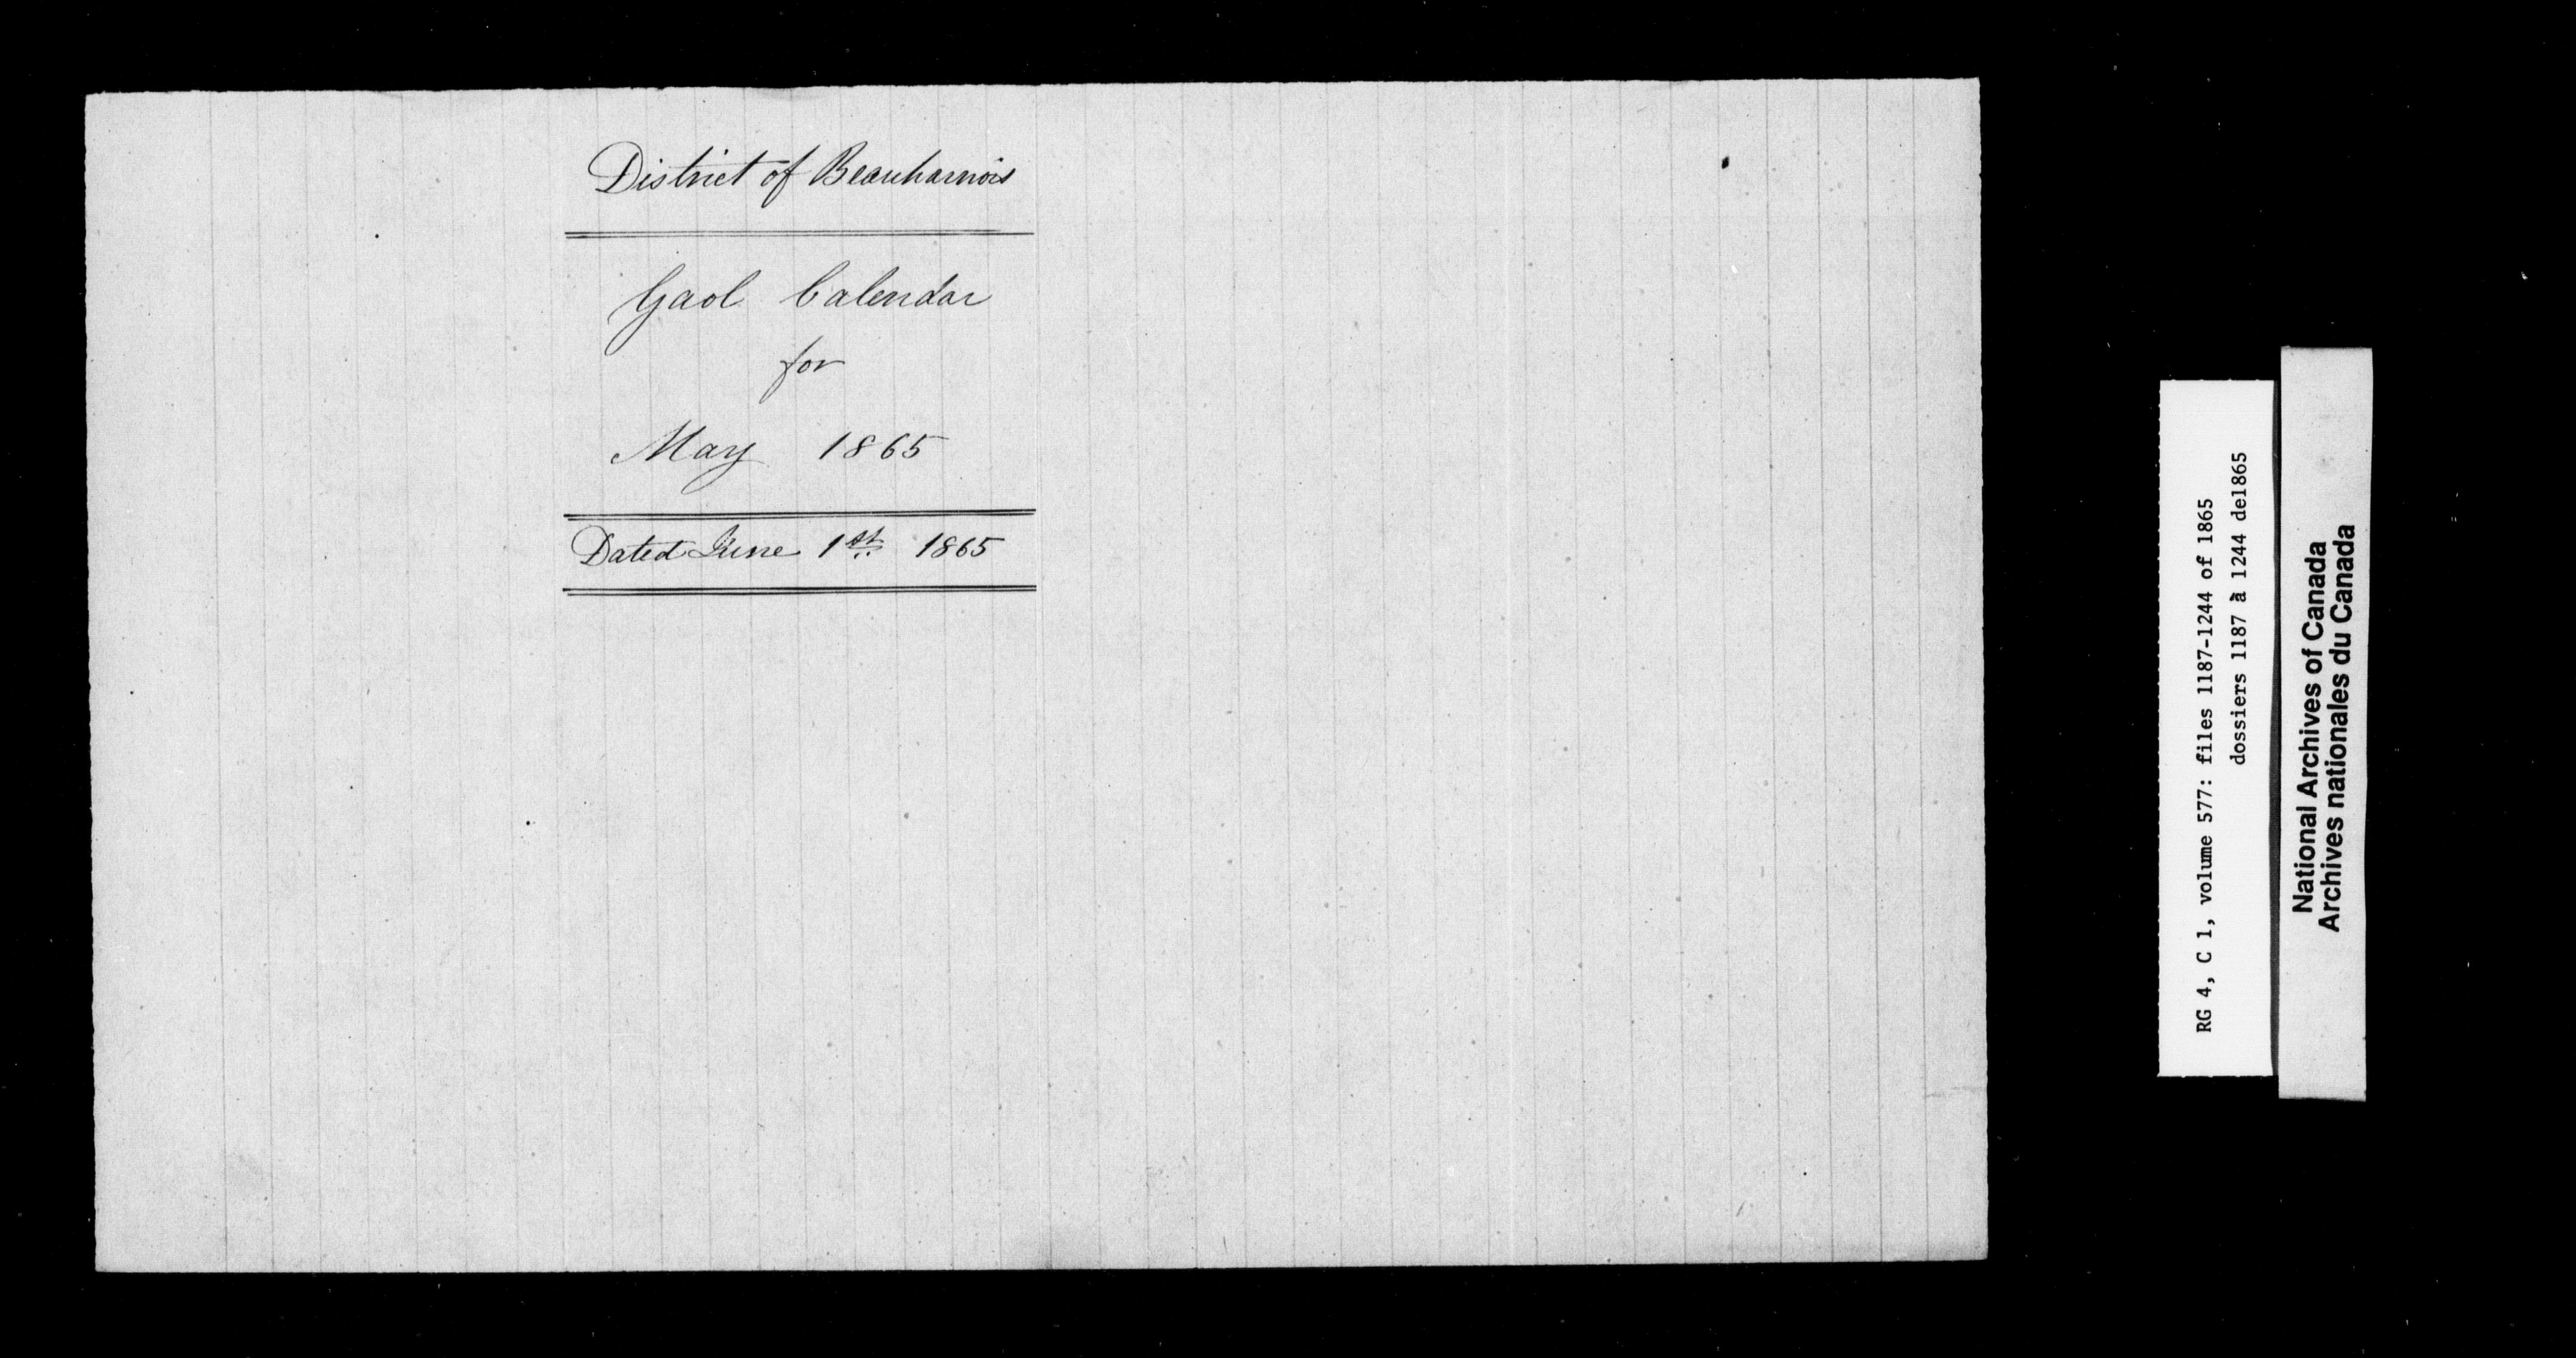 District of Beauharnois
Gaol Calendar
for
May 1865
Dated June 1st 1865
RG 4, C 1, volume 577: files 1187-1244 of 1865
dossiers 1187 à 1244 de1865
National Archives of Canada
Archives nationales du Canada